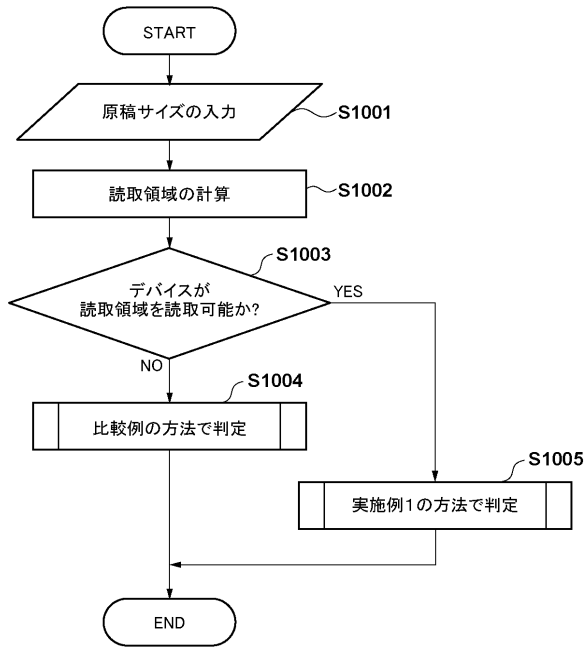 START
原稿サイズの入力
S1001
読取領域の計算
S1002
S1003
デバイスが
読取領域を読取可能か?
YES
NO
S1004
比較例の方法で判定
S1005
実施例1の方法で判定
END